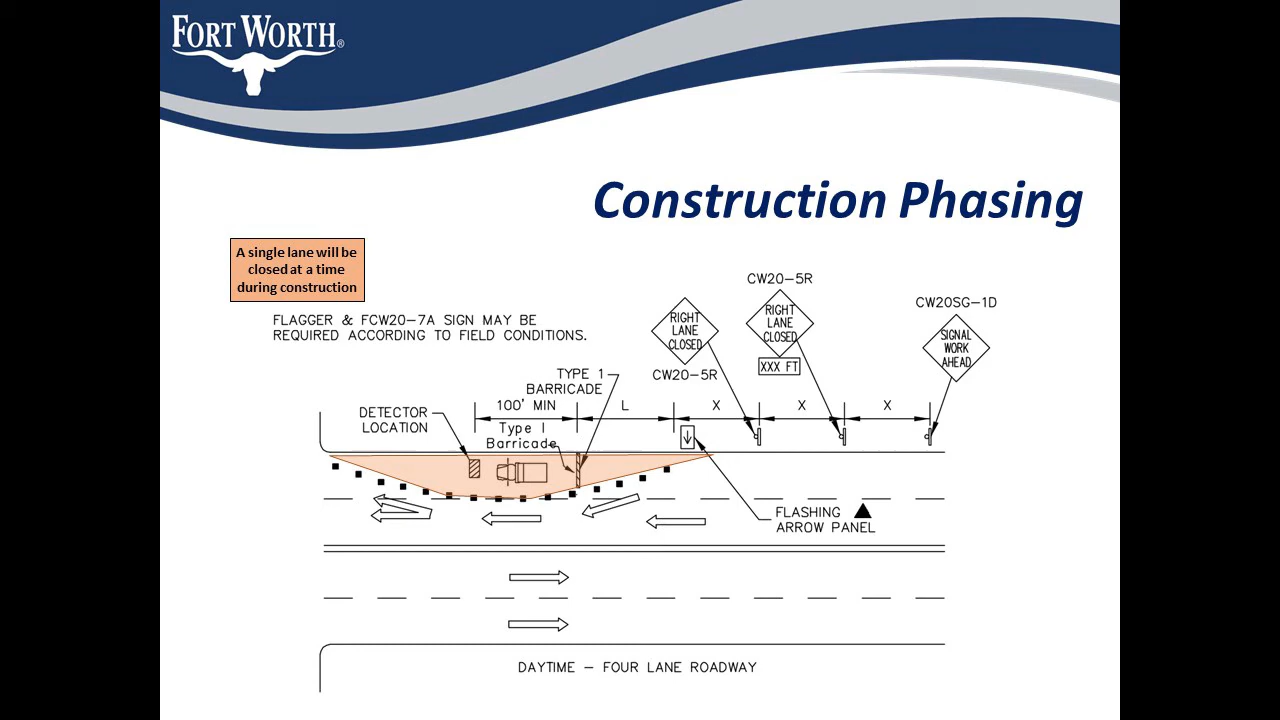 FORT WORTH®
Construction Phasing
A single lane will be
closed at a time
during construction
FLAGGER & FCW20-7A SIGN MAY BE
REQUIRED ACCORDING TO FIELD CONDITIONS.
CW20-5R
RIGHT
LANE
CLOSED
XXX FT
CW20SG-1D
SIGNAL
WORK
AHEAD
RIGHT
LANE
CLOSED
CW20-5R
TYPE 1
BARRICADE
100' MIN
L
X
X
X
DETECTOR
LOCATION
Type I
Barricade
FLASHING
ARROW PANEL
DAYTIME - FOUR LANE ROADWAY